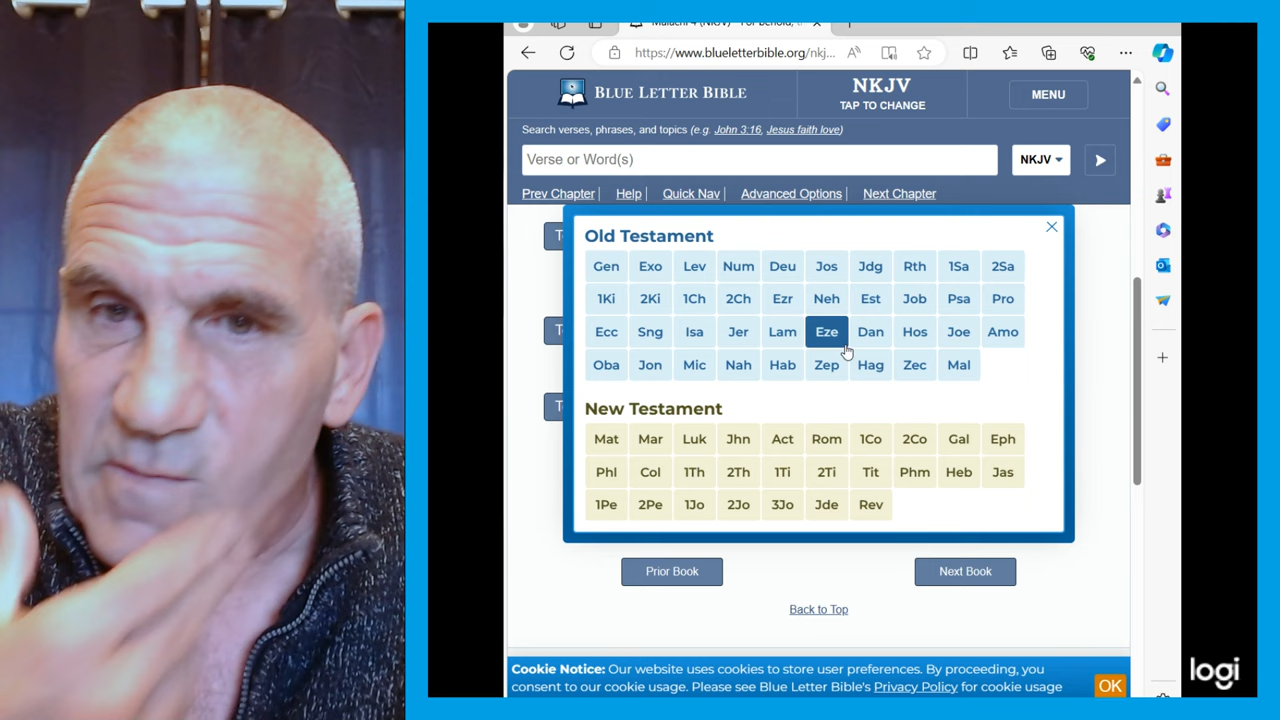 Malachi 4 (NKJV) - For behold,
https://www.blueletterbible.org/nkj...
BLUE LETTER BIBLE
NKJV
TAP TO CHANGE
MENU
Search verses, phrases, and topics (e.g. John 3:16, Jesus faith love)
Verse or Word(s)
NKJV
Prev Chapter| Help| Quick Nav| Advanced Options| Next Chapter
Old Testament
Gen Exo Lev Num Deu Jos Jdg Rth 1Sa 2Sa
1Ki 2Ki 1Ch 2Ch Ezr Neh Est Job Psa Pro
Ecc Sng Isa Jer Lam Eze Dan Hos Joe Amo
Oba Jon Mic Nah Hab Zep Hag Zec Mal
New Testament
Mat Mar Luk Jhn Act Rom 1Co 2Co Gal Eph
Phl Col 1Th 2Th 1Ti 2Ti Tit Phm Heb Jas
1Pe 2Pe 1Jo 2Jo 3Jo Jde Rev
Prior Book Next Book
Back to Top
Cookie Notice: Our website uses cookies to store user preferences. By proceeding, you
consent to our cookie usage. Please see Blue Letter Bible's Privacy Policy for cookie usage
OK
logi